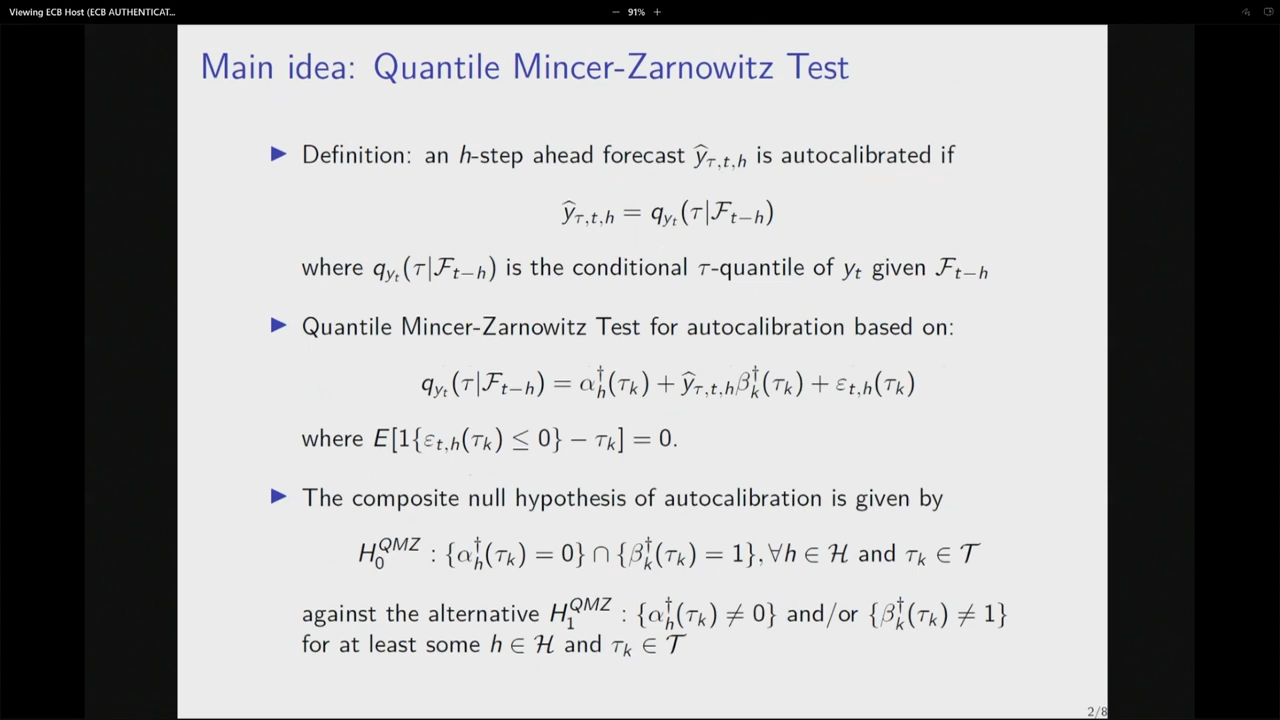 Viewing ECB Host (ECB AUTHENTICAT...
− 91% +
Main idea: Quantile Mincer-Zarnowitz Test
▶ Definition: an h-step ahead forecast ŷ_{τ,t,h} is autocalibrated if
ŷ_{τ,t,h} = q_{y_t}(τ|ℱ_{t−h})
where q_{y_t}(τ|ℱ_{t−h}) is the conditional τ-quantile of y_t given ℱ_{t−h}
▶ Quantile Mincer-Zarnowitz Test for autocalibration based on:
q_{y_t}(τ|ℱ_{t−h}) = α_h^†(τ_k) + ŷ_{τ,t,h}β_k^†(τ_k) + ε_{t,h}(τ_k)
where E[1{ε_{t,h}(τ_k) ≤ 0} − τ_k] = 0.
▶ The composite null hypothesis of autocalibration is given by
H_0^{QMZ} : {α_h^†(τ_k) = 0} ∩ {β_k^†(τ_k) = 1}, ∀h ∈ ℋ and τ_k ∈ 𝒯
against the alternative H_1^{QMZ} : {α_h^†(τ_k) ≠ 0} and/or {β_k^†(τ_k) ≠ 1}
for at least some h ∈ ℋ and τ_k ∈ 𝒯
2/8